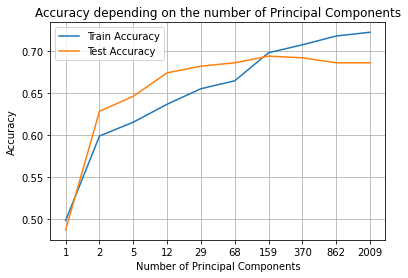 Accuracy depending on the number of Principal Components
Train Accuracy
Test Accuracy
0.70
0.65
0.60
0.55
0.50
Accuracy
1 2 5 12 29 68 159 370 862 2009
Number of Principal Components